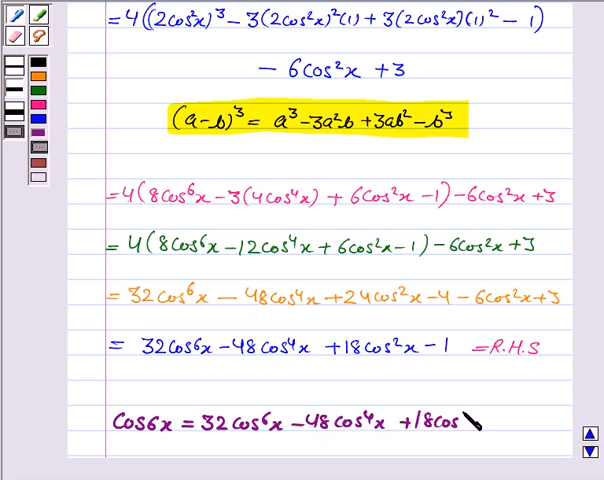 =4((2cos²x)³-3(2cos²x)²(1)+3(2cos²x)(1)²-1)
-6cos²x+3
(a-b)³= a³-3a²b+3ab²-b³
=4(8cos⁶x-3(4cos⁴x)+6cos²x-1)-6cos²x+3
=4(8cos⁶x-12cos⁴x+6cos²x-1)-6cos²x+3
=32cos⁶x-48cos⁴x+24cos²x-4-6cos²x+3
= 32cos⁶x-48cos⁴x+18cos²x-1 =R.H.S
Cos6x=32cos⁶x-48cos⁴x+18cos